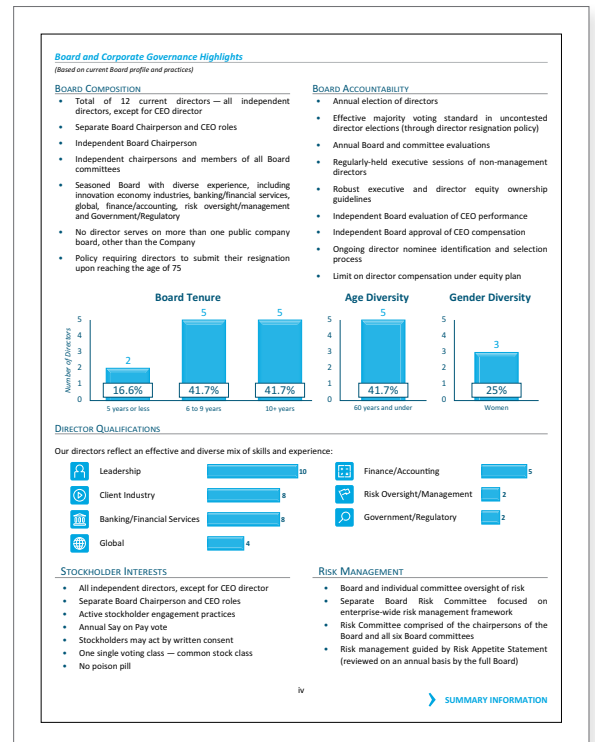 Board and Corporate Governance Highlights
(Based on current Board profile and practices)
BOARD COMPOSITION
• Total of 12 current directors — all independent
directors, except for CEO director
• Separate Board Chairperson and CEO roles
• Independent Board Chairperson
• Independent chairpersons and members of all Board
committees
• Seasoned Board with diverse experience, including
innovation economy industries, banking/financial services,
global, finance/accounting, risk oversight/management
and Government/Regulatory
• No director serves on more than one public company
board, other than the Company
• Policy requiring directors to submit their resignation
upon reaching the age of 75
BOARD ACCOUNTABILITY
• Annual election of directors
• Effective majority voting standard in uncontested
director elections (through director resignation policy)
• Annual Board and committee evaluations
• Regularly-held executive sessions of non-management
directors
• Robust executive and director equity ownership
guidelines
• Independent Board evaluation of CEO performance
• Independent Board approval of CEO compensation
• Ongoing director nominee identification and selection
process
• Limit on director compensation under equity plan
Board Tenure
Number of Directors
5
4
3
2
1
0
2
5
5
16.6%
41.7%
41.7%
5 years or less
6 to 9 years
10+ years
Age Diversity
5
4
3
2
1
0
5
41.7%
60 years and under
Gender Diversity
5
4
3
2
1
0
3
25%
Women
DIRECTOR QUALIFICATIONS
Our directors reflect an effective and diverse mix of skills and experience:
Leadership 10
Client Industry 8
Banking/Financial Services 8
Global 4
Finance/Accounting 5
Risk Oversight/Management 2
Government/Regulatory 2
STOCKHOLDER INTERESTS
• All independent directors, except for CEO director
• Separate Board Chairperson and CEO roles
• Active stockholder engagement practices
• Annual Say on Pay vote
• Stockholders may act by written consent
• One single voting class — common stock class
• No poison pill
RISK MANAGEMENT
• Board and individual committee oversight of risk
• Separate Board Risk Committee focused on
enterprise-wide risk management framework
• Risk Committee comprised of the chairpersons of the
Board and all six Board committees
• Risk management guided by Risk Appetite Statement
(reviewed on an annual basis by the full Board)
iv
SUMMARY INFORMATION